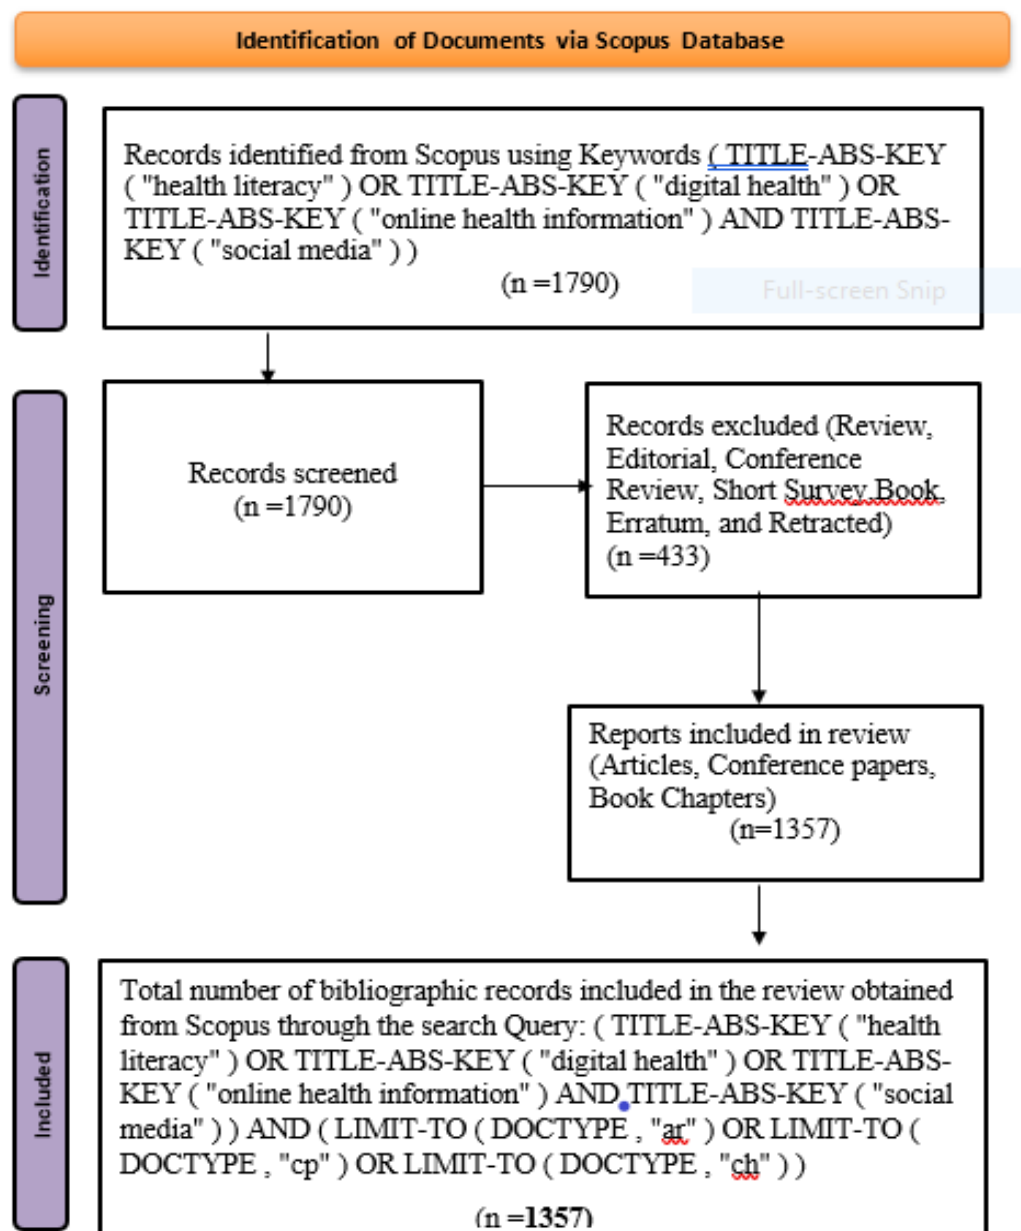 Identification of Documents via Scopus Database
Identification
Records identified from Scopus using Keywords ( TITLE-ABS-KEY
( "health literacy" ) OR TITLE-ABS-KEY ( "digital health" ) OR
TITLE-ABS-KEY ( "online health information" ) AND TITLE-ABS-
KEY ( "social media" ) )
(n =1790)
Full-screen Snip
Screening
Records screened
(n =1790)
Records excluded (Review,
Editorial, Conference
Review, Short Survey,Book,
Erratum, and Retracted)
(n =433)
Reports included in review
(Articles, Conference papers,
Book Chapters)
(n=1357)
Included
Total number of bibliographic records included in the review obtained
from Scopus through the search Query: ( TITLE-ABS-KEY ( "health
literacy" ) OR TITLE-ABS-KEY ( "digital health" ) OR TITLE-ABS-
KEY ( "online health information" ) AND TITLE-ABS-KEY ( "social
media" ) ) AND ( LIMIT-TO ( DOCTYPE , "ar" ) OR LIMIT-TO (
DOCTYPE , "cp" ) OR LIMIT-TO ( DOCTYPE , "ch" ) )
(n =1357)